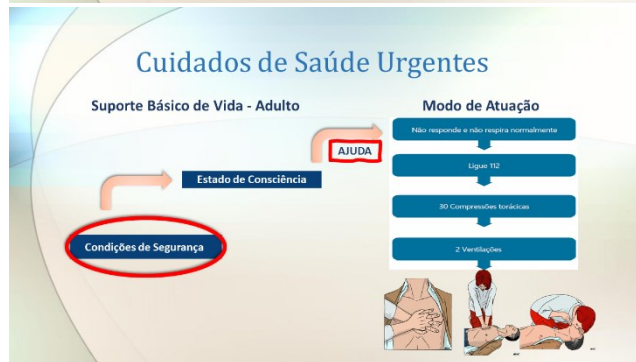 Cuidados de Saúde Urgentes
Suporte Básico de Vida - Adulto
Modo de Atuação
Não responde e não respira normalmente
AJUDA
Ligue 112
Estado de Consciência
30 Compressões torácicas
Condições de Segurança
2 Ventilações